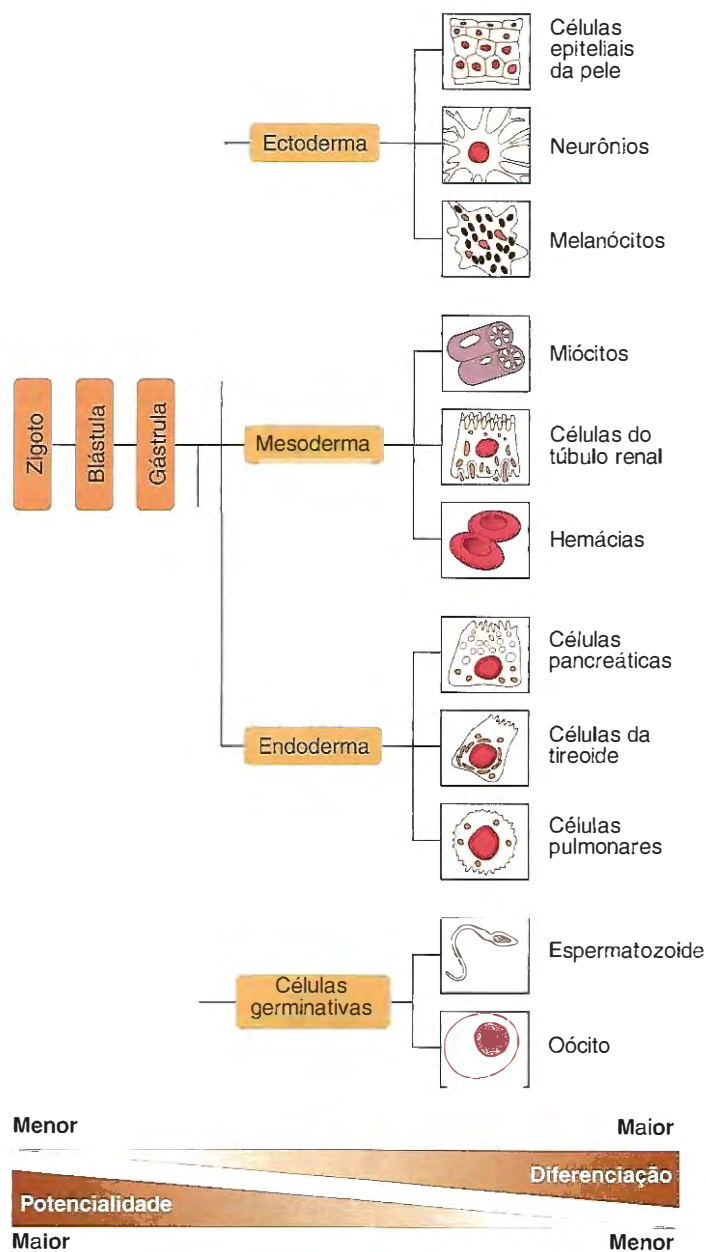 Células
epiteliais
da pele
Ectoderma
Neurônios
Melanócitos
Zigoto
Blástula
Gástrula
Mesoderma
Miócitos
Células do
túbulo renal
Hemácias
Endoderma
Células
pancreáticas
Células da
tireoide
Células
pulmonares
Células
germinativas
Espermatozoide
Oócito
Menor
Maior
Diferenciação
Potencialidade
Maior
Menor